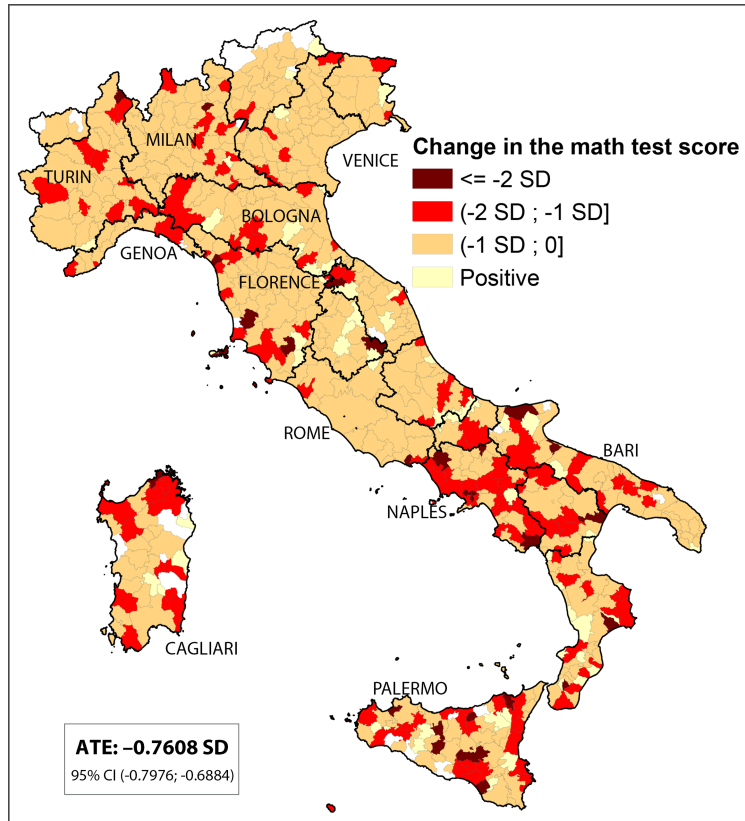 MILAN
VENICE
TURIN
BOLOGNA
GENOA
FLORENCE
ROME
BARI
NAPLES
CAGLIARI
PALERMO
Change in the math test score
<= -2 SD
(-2 SD ; -1 SD]
(-1 SD ; 0]
Positive
ATE: –0.7608 SD
95% CI (-0.7976; -0.6884)